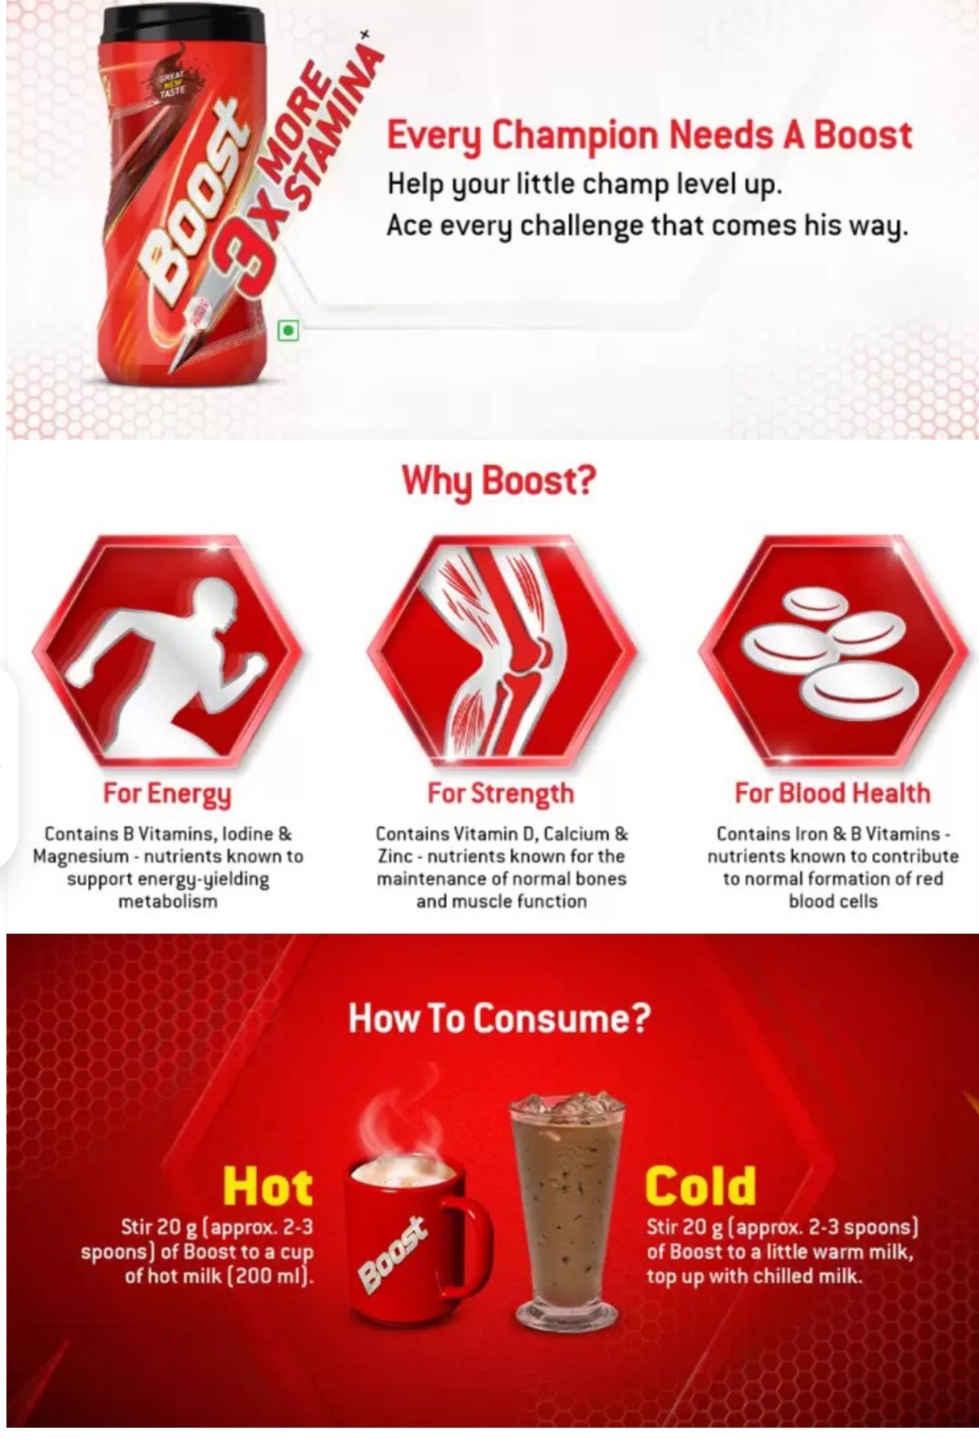 GREAT
NEW
TASTE
Boost
3X MORE
STAMINA+
Every Champion Needs A Boost
Help your little champ level up.
Ace every challenge that comes his way.
Why Boost?
For Energy
Contains B Vitamins, Iodine &
Magnesium - nutrients known to
support energy-yielding
metabolism
For Strength
Contains Vitamin D, Calcium &
Zinc - nutrients known for the
maintenance of normal bones
and muscle function
For Blood Health
Contains Iron & B Vitamins -
nutrients known to contribute
to normal formation of red
blood cells
How To Consume?
Hot
Stir 20 g (approx. 2-3
spoons) of Boost to a cup
of hot milk (200 ml).
Boost
Cold
Stir 20 g (approx. 2-3 spoons)
of Boost to a little warm milk,
top up with chilled milk.